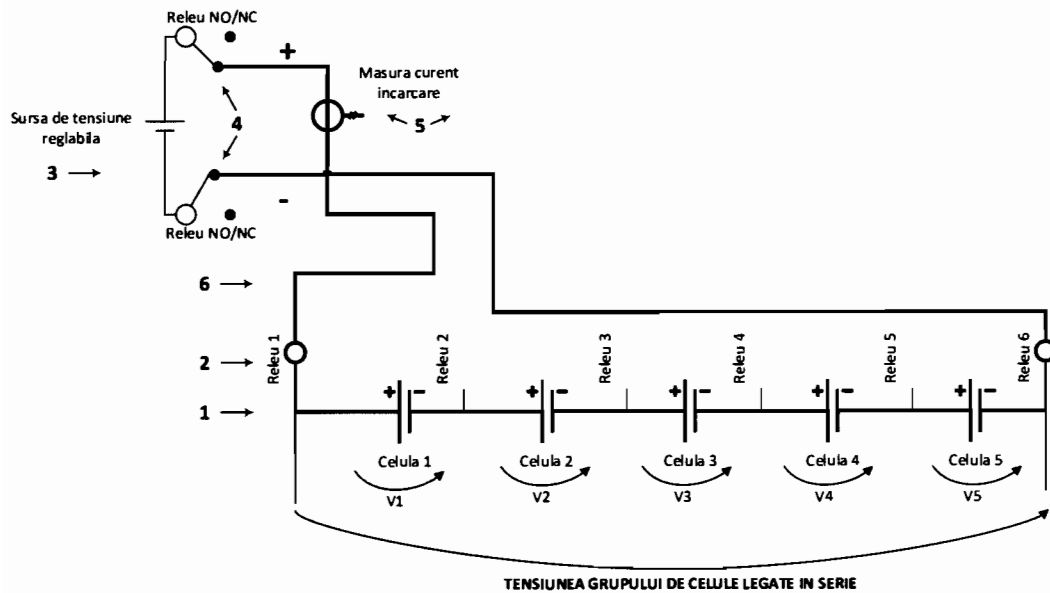 Releu NO/NC
+
Masura curent
incarcare
5
Sursa de tensiune
reglabila
4
3
-
Releu NO/NC
6
2
Releu 1
Releu 2
Releu 3
Releu 4
Releu 5
Releu 6
1
+ -
+ -
+ -
+ -
+ -
Celula 1
Celula 2
Celula 3
Celula 4
Celula 5
V1
V2
V3
V4
V5
TENSIUNEA GRUPULUI DE CELULE LEGATE IN SERIE